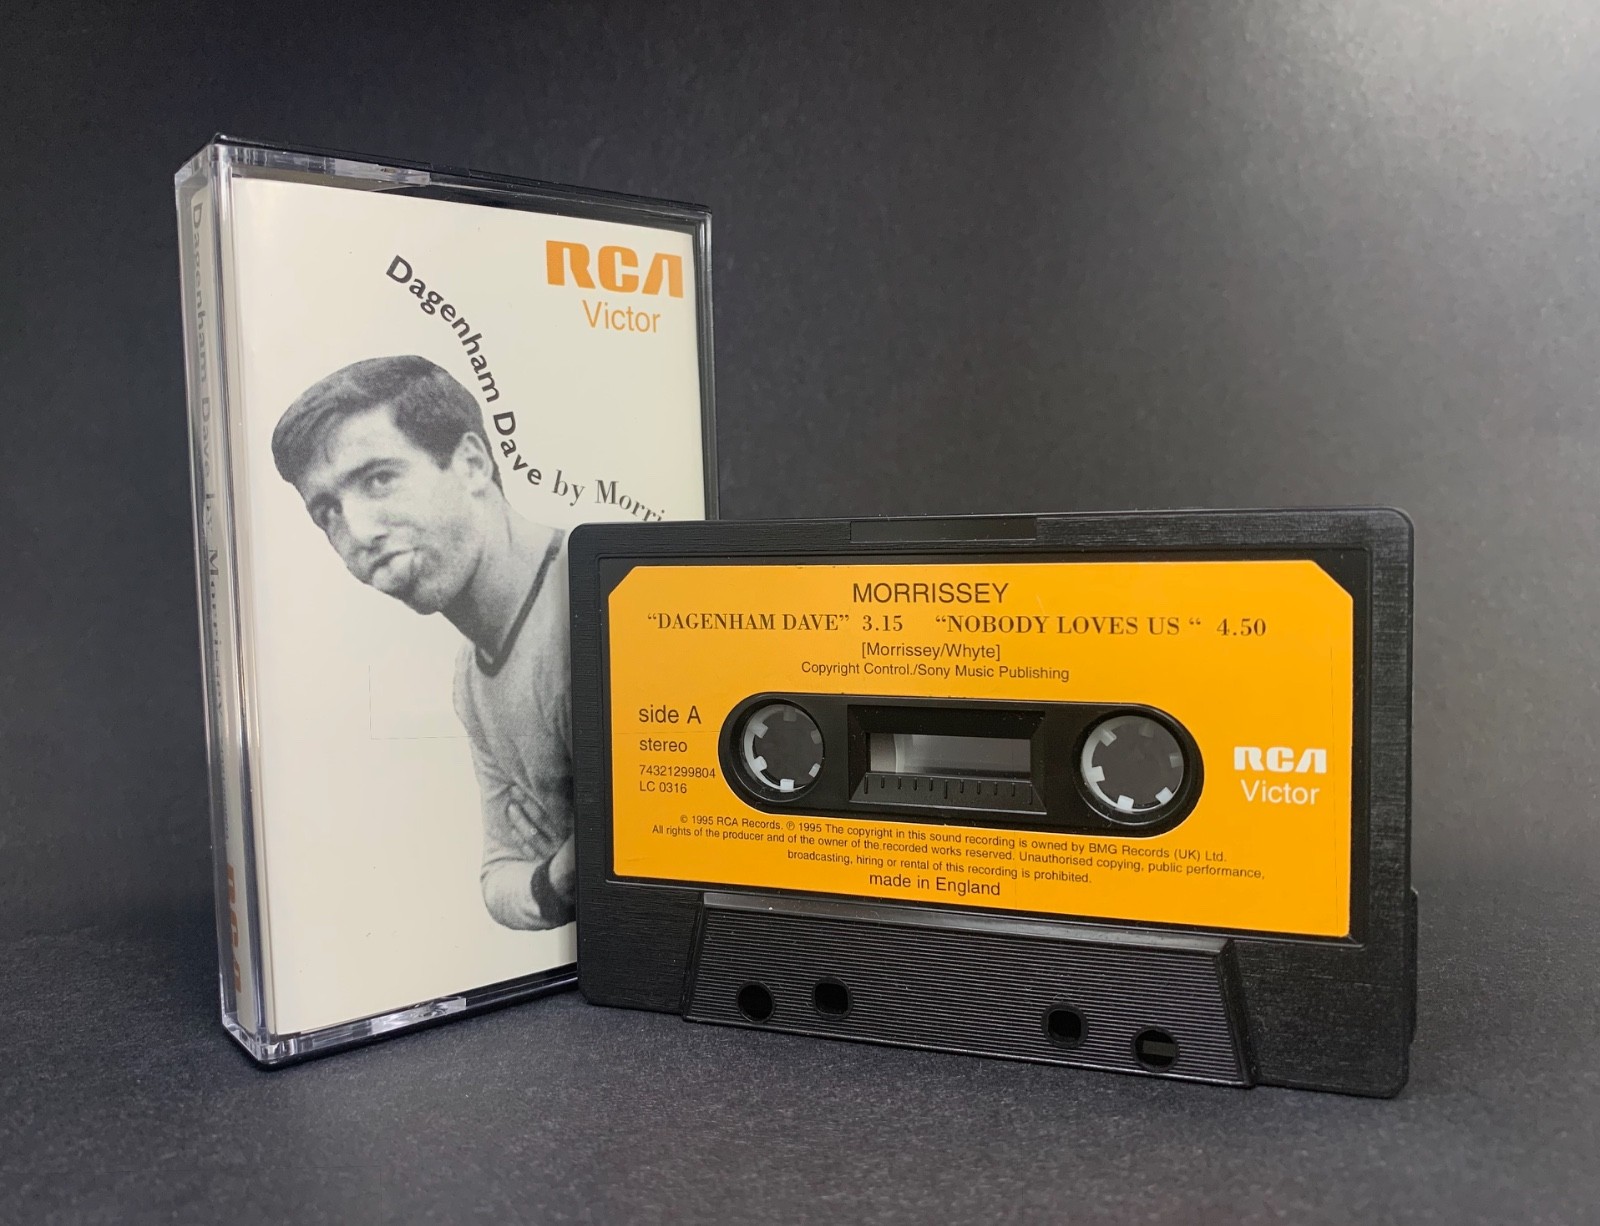 RCA
Victor
Dagenham Dave by Morri
Dagenham Dave by Morrissey
RCA
MORRISSEY
“DAGENHAM DAVE” 3.15 “NOBODY LOVES US “ 4.50
[Morrissey/Whyte]
Copyright Control./Sony Music Publishing
side A
stereo
74321299804
LC 0316
RCA
Victor
© 1995 RCA Records. ℗ 1995 The copyright in this sound recording is owned by BMG Records (UK) Ltd.
All rights of the producer and of the owner of the.recorded works reserved. Unauthorised copying, public performance,
broadcasting, hiring or rental of this recording is prohibited.
made in England